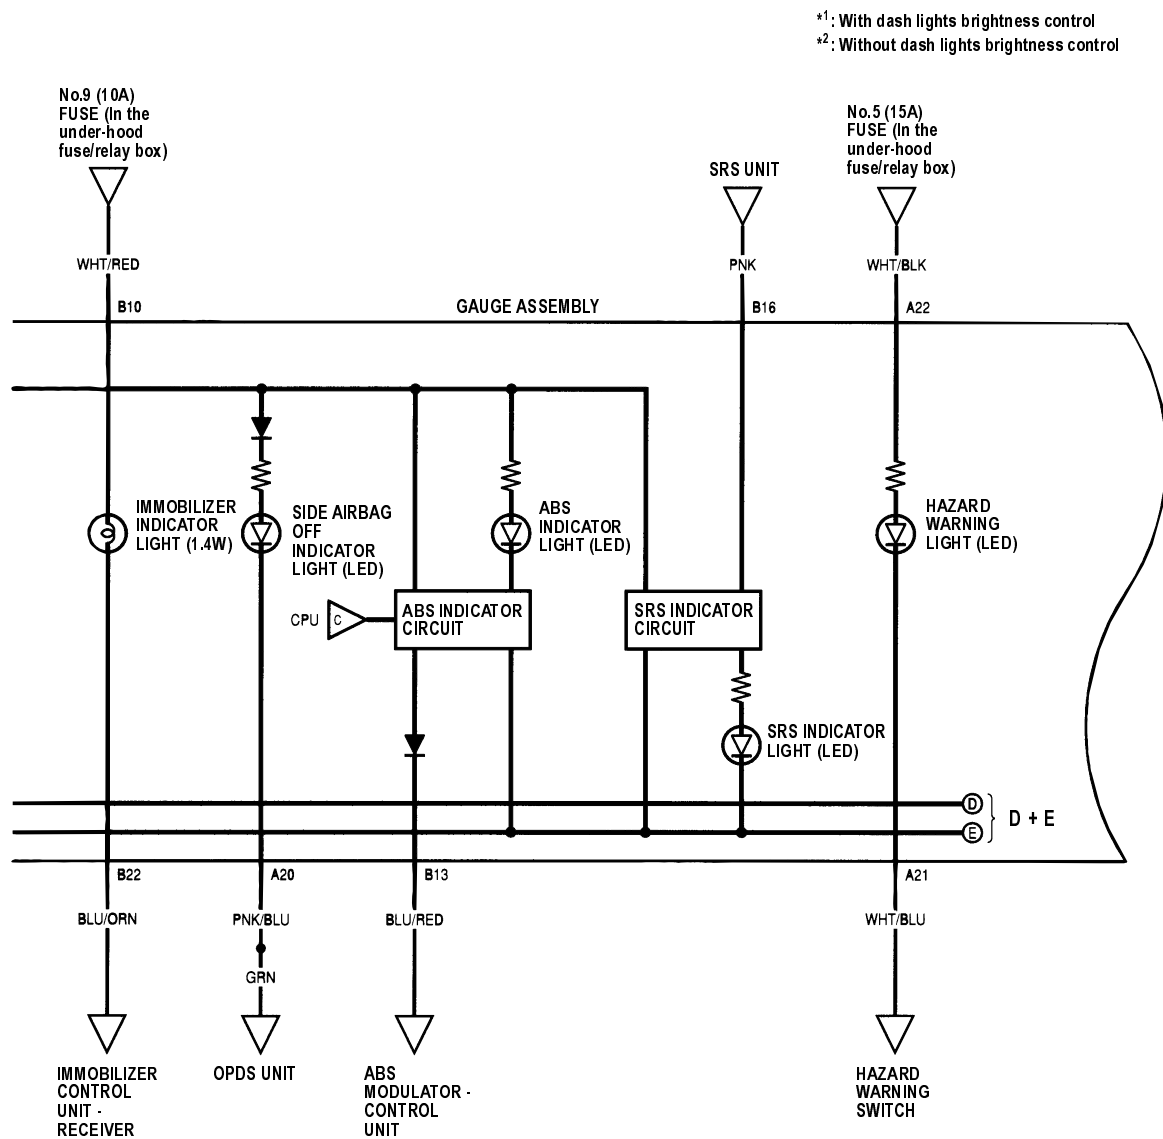 *1: With dash lights brightness control
*2: Without dash lights brightness control
No.9 (10A)
FUSE (In the
under-hood
fuse/relay box)
No.5 (15A)
FUSE (In the
under-hood
fuse/relay box)
SRS UNIT
WHT/RED
PNK
WHT/BLK
B10
GAUGE ASSEMBLY
B16
A22
IMMOBILIZER
INDICATOR
LIGHT (1.4W)
SIDE AIRBAG
OFF
INDICATOR
LIGHT (LED)
ABS
INDICATOR
LIGHT (LED)
HAZARD
WARNING
LIGHT (LED)
CPU
C
ABS INDICATOR
CIRCUIT
SRS INDICATOR
CIRCUIT
SRS INDICATOR
LIGHT (LED)
D
E
D + E
B22
A20
B13
A21
BLU/ORN
PNK/BLU
BLU/RED
WHT/BLU
GRN
IMMOBILIZER
CONTROL
UNIT -
RECEIVER
OPDS UNIT
ABS
MODULATOR -
CONTROL
UNIT
HAZARD
WARNING
SWITCH